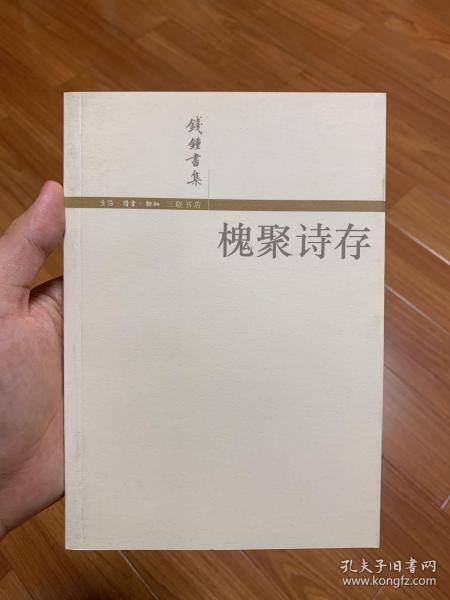 錢鍾書集
生活·讀書·新知 三联书店
槐聚诗存
孔夫子旧书网
www.kongfz.com